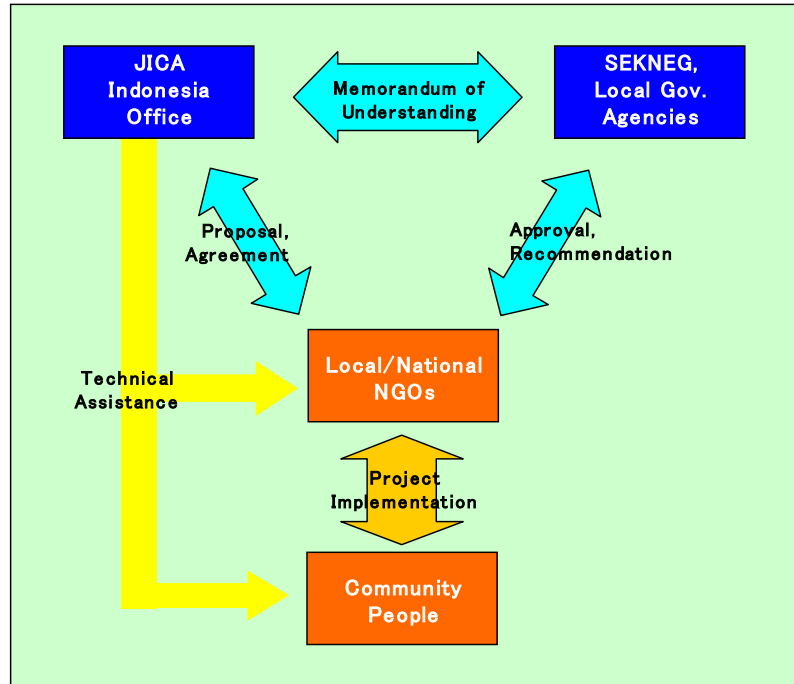 JICA
Indonesia
Office
Memorandum of
Understanding
SEKNEG,
Local Gov.
Agencies
Proposal,
Agreement
Approval,
Recommendation
Local/National
NGOs
Technical
Assistance
Project
Implementation
Community
People